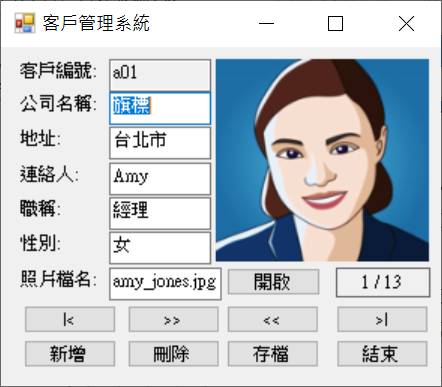 客戶管理系統
客戶編號: a01
公司名稱: 旗標
地址: 台北市
連絡人: Amy
職稱: 經理
性別: 女
照片檔名: amy_jones.jpg 開啟 1 / 13
|< >> << >|
新增 刪除 存檔 結束